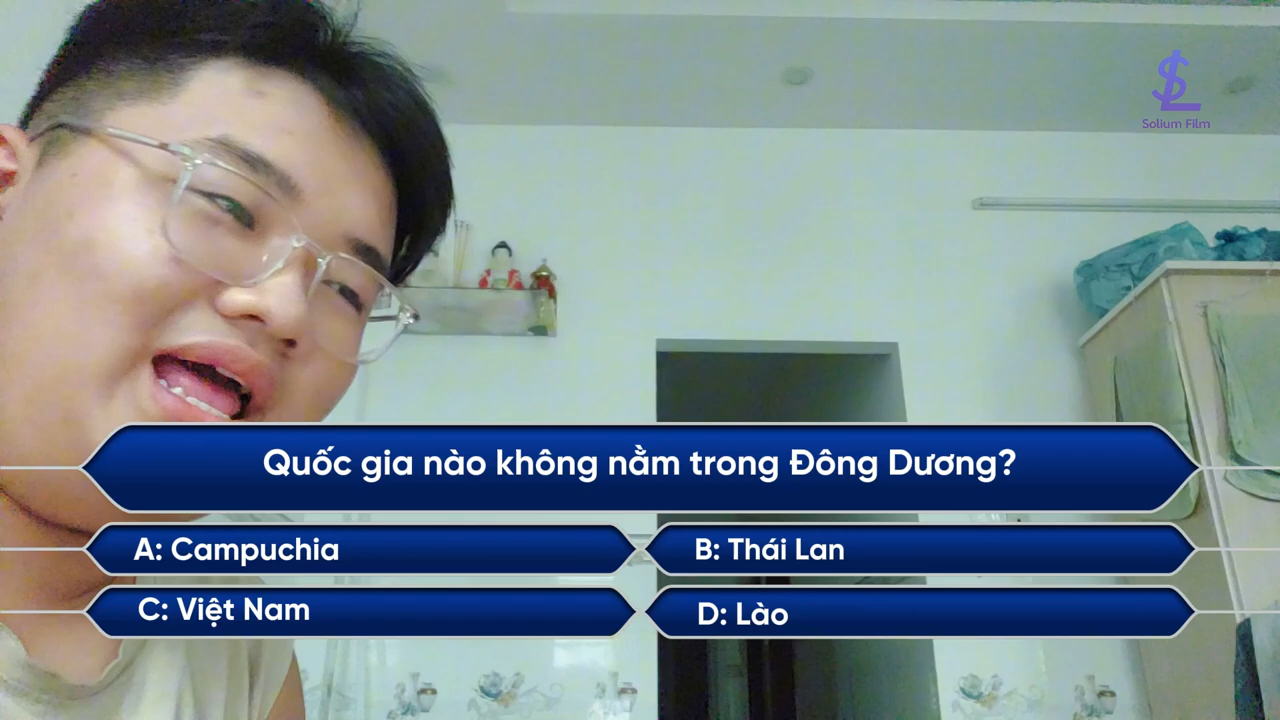 Solium Film
Quốc gia nào không nằm trong Đông Dương?
A: Campuchia
B: Thái Lan
C: Việt Nam
D: Lào